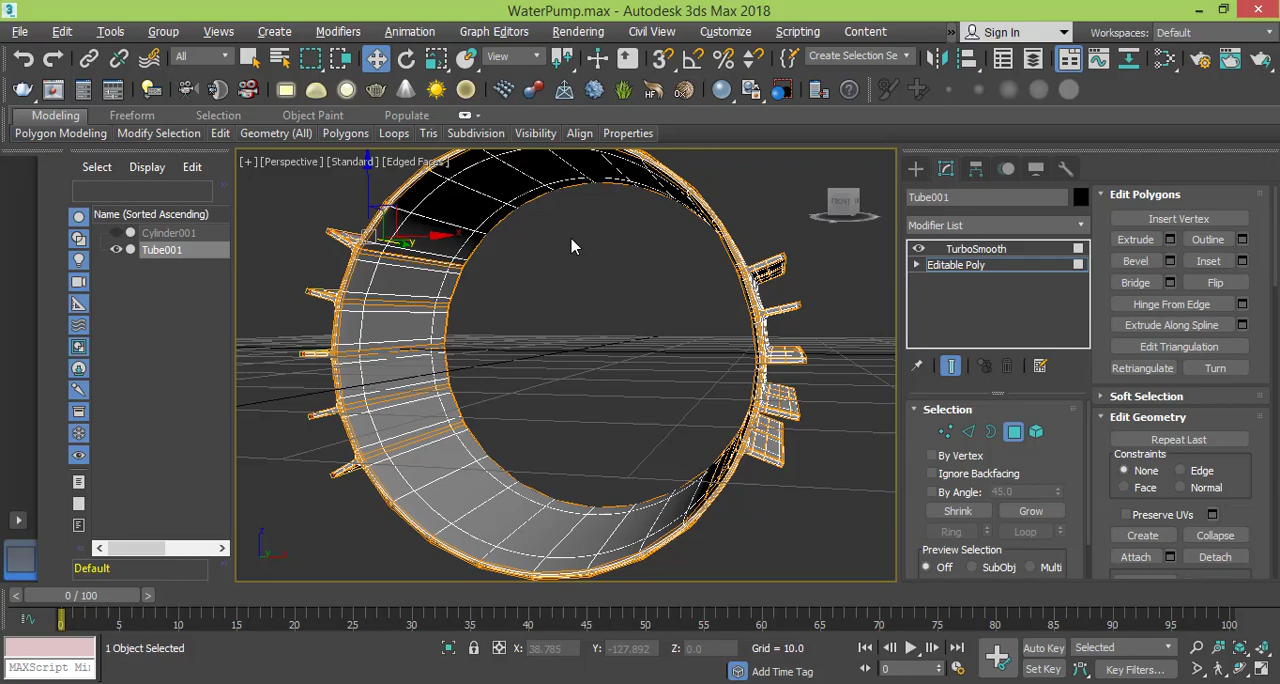 3 WaterPump.max - Autodesk 3ds Max 2018
File Edit Tools Group Views Create Modifiers Animation Graph Editors Rendering Civil View Customize Scripting Content » Sign In Workspaces: Default
All View Create Selection Se
Modeling Freeform Selection Object Paint Populate
Polygon Modeling Modify Selection Edit Geometry (All) Polygons Loops Tris Subdivision Visibility Align Properties
Select Display Edit
[+] [Perspective] [Standard] [Edged Faces]
Name (Sorted Ascending)
Cylinder001
Tube001
x
y
z
x
y
FRONT
Tube001
Modifier List
TurboSmooth
Editable Poly
Selection
By Vertex
Ignore Backfacing
By Angle: 45.0
Shrink Grow
Ring Loop
Preview Selection
Off SubObj Multi
Edit Polygons
Insert Vertex
Extrude Outline
Bevel Inset
Bridge Flip
Hinge From Edge
Extrude Along Spline
Edit Triangulation
Retriangulate Turn
Soft Selection
Edit Geometry
Repeat Last
Constraints
None Edge
Face Normal
Preserve UVs
Create Collapse
Attach Detach
Default
< 0 / 100 >
0 5 10 15 20 25 30 35 40 45 50 55 60 65 70 75 80 85 90 95 100
1 Object Selected X: 38.785 Y: -127.892 Z: 0.0 Grid = 10.0 Auto Key Selected
MAXScript Mi Add Time Tag 0 Set Key Key Filters...